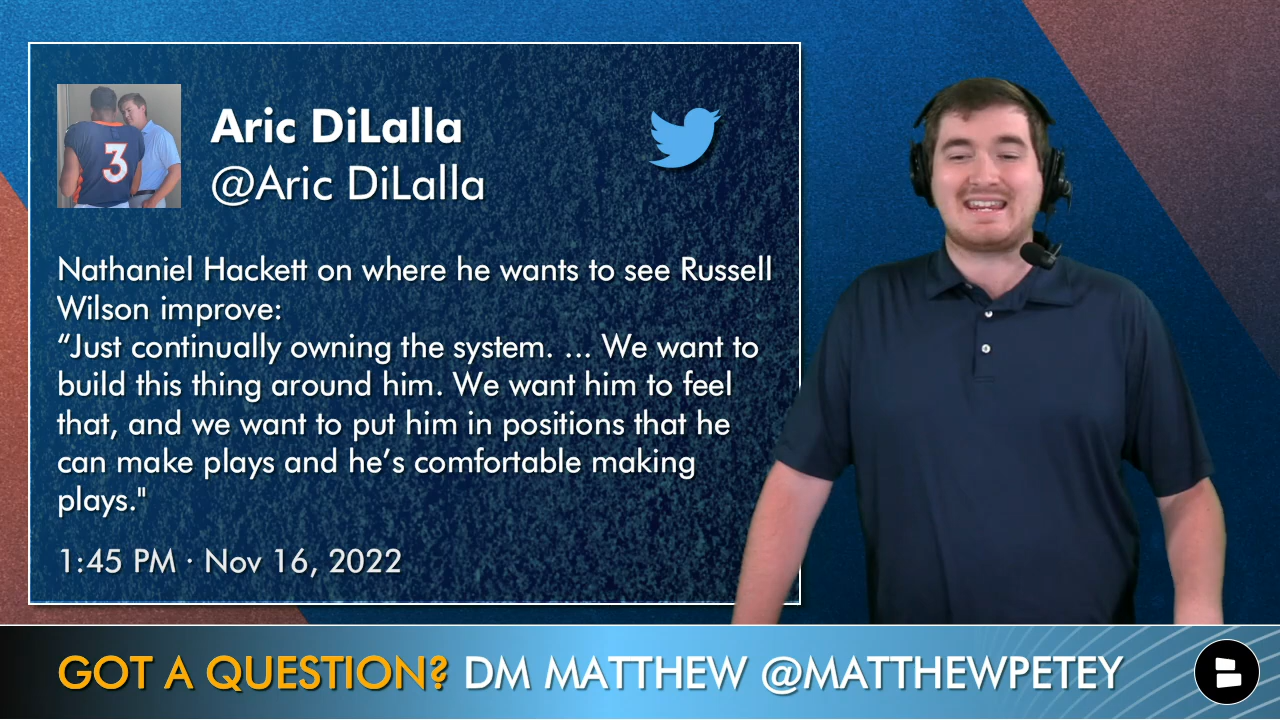 3
Aric DiLalla
@Aric DiLalla
Nathaniel Hackett on where he wants to see Russell
Wilson improve:
“Just continually owning the system. ... We want to
build this thing around him. We want him to feel
that, and we want to put him in positions that he
can make plays and he’s comfortable making
plays."
1:45 PM · Nov 16, 2022
GOT A QUESTION? DM MATTHEW @MATTHEWPETEY